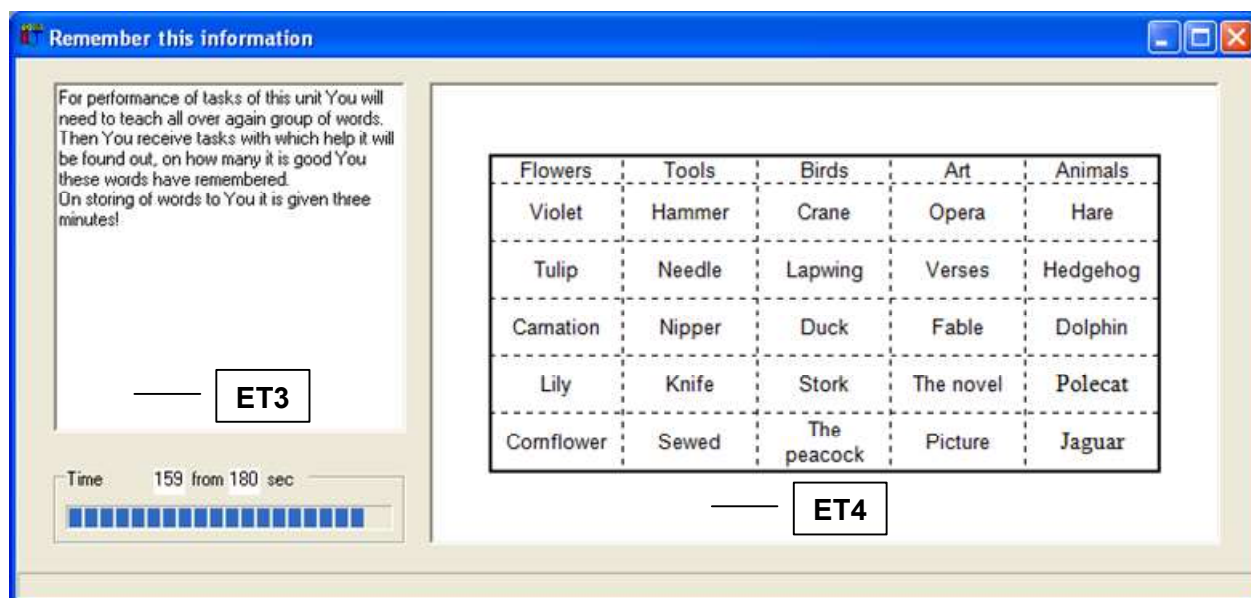 Remember this information
For performance of tasks of this unit You will
need to teach all over again group of words.
Then You receive tasks with which help it will
be found out, on how many it is good You
these words have remembered.
On storing of words to You it is given three
minutes!
ET3
Time 159 from 180 sec
Flowers Tools Birds Art Animals
Violet Hammer Crane Opera Hare
Tulip Needle Lapwing Verses Hedgehog
Carnation Nipper Duck Fable Dolphin
Lily Knife Stork The novel Polecat
Cornflower Sewed The peacock Picture Jaguar
ET4